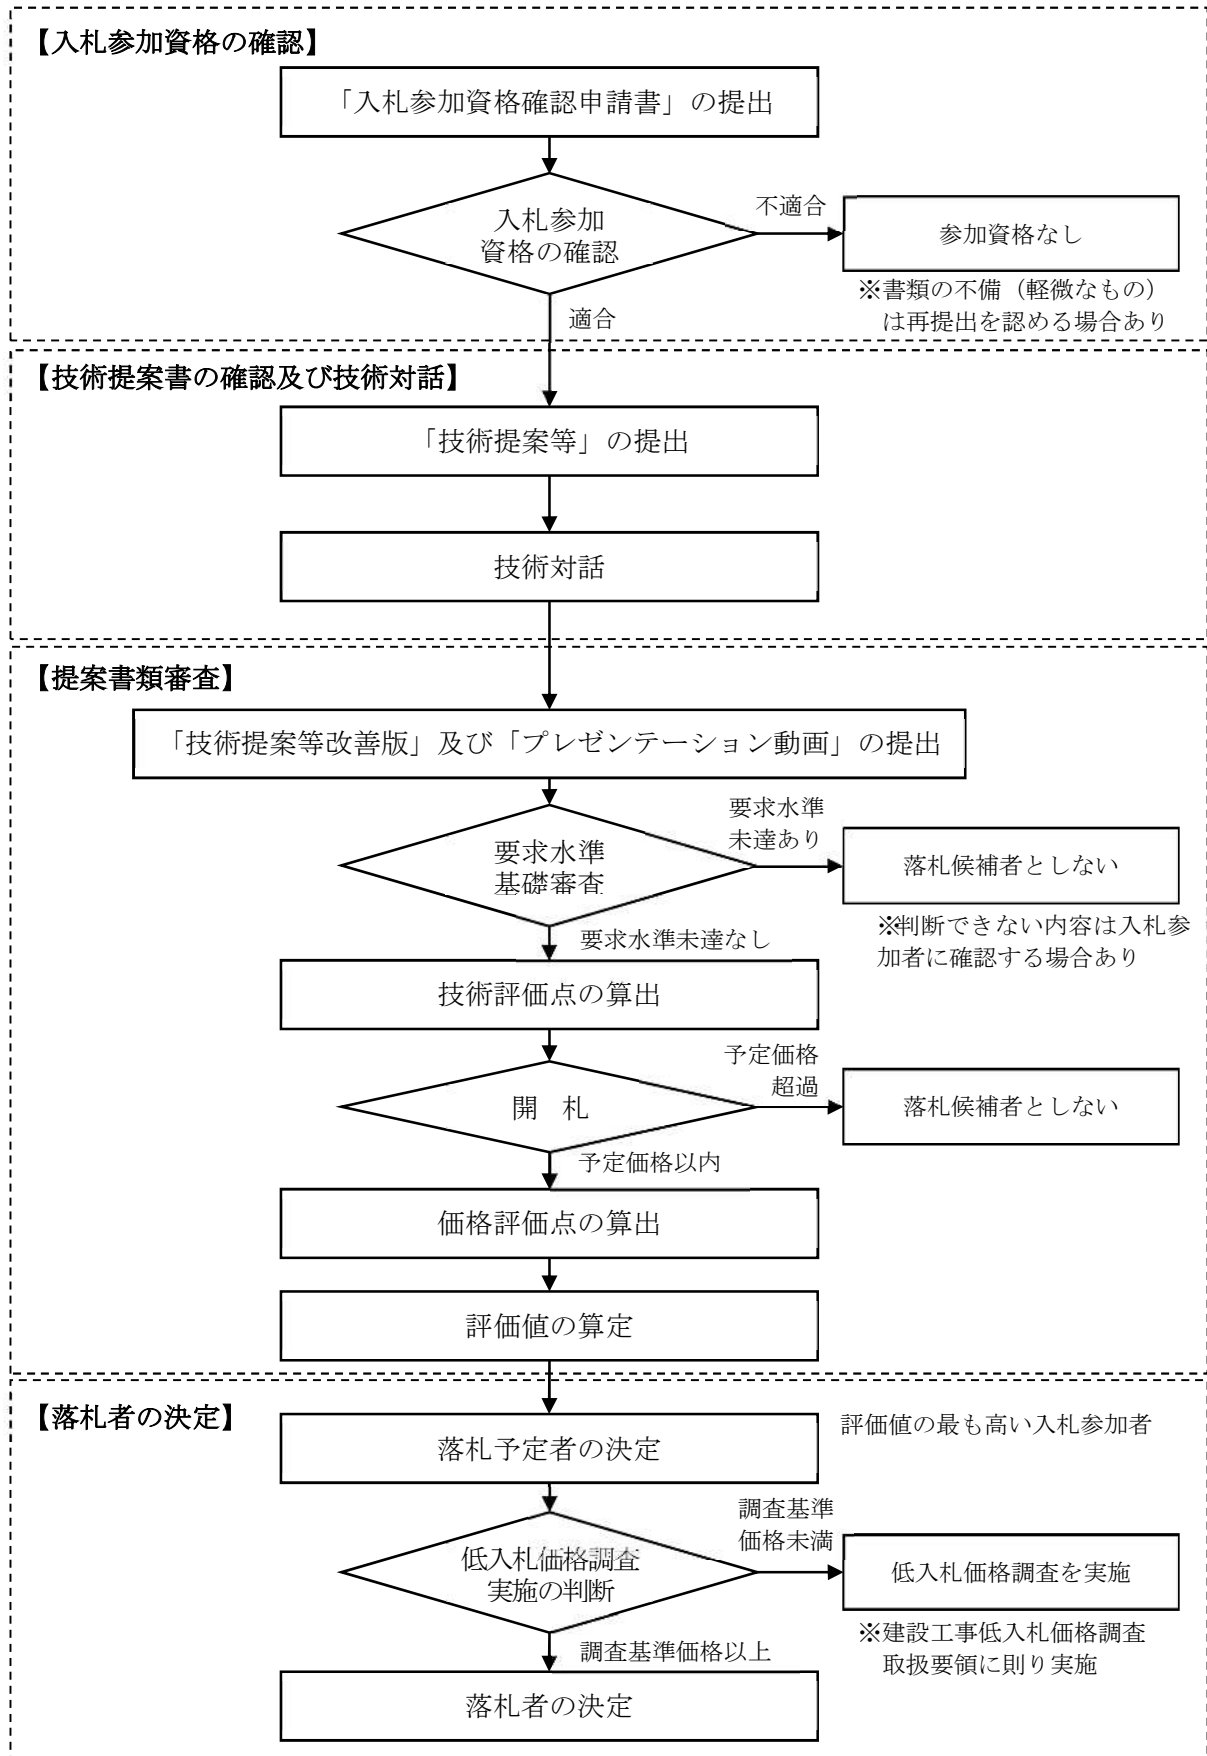 【入札参加資格の確認】
「入札参加資格確認申請書」の提出
入札参加
資格の確認
不適合
参加資格なし
※書類の不備（軽微なもの）
は再提出を認める場合あり
適合
【技術提案書の確認及び技術対話】
「技術提案等」の提出
技術対話
【提案書類審査】
「技術提案等改善版」及び「プレゼンテーション動画」の提出
要求水準
基礎審査
要求水準
未達あり
落札候補者としない
※判断できない内容は入札参
加者に確認する場合あり
要求水準未達なし
技術評価点の算出
開　札
予定価格
超過
落札候補者としない
予定価格以内
価格評価点の算出
評価値の算定
【落札者の決定】
落札予定者の決定
評価値の最も高い入札参加者
低入札価格調査
実施の判断
調査基準
価格未満
低入札価格調査を実施
※建設工事低入札価格調査
取扱要領に則り実施
調査基準価格以上
落札者の決定